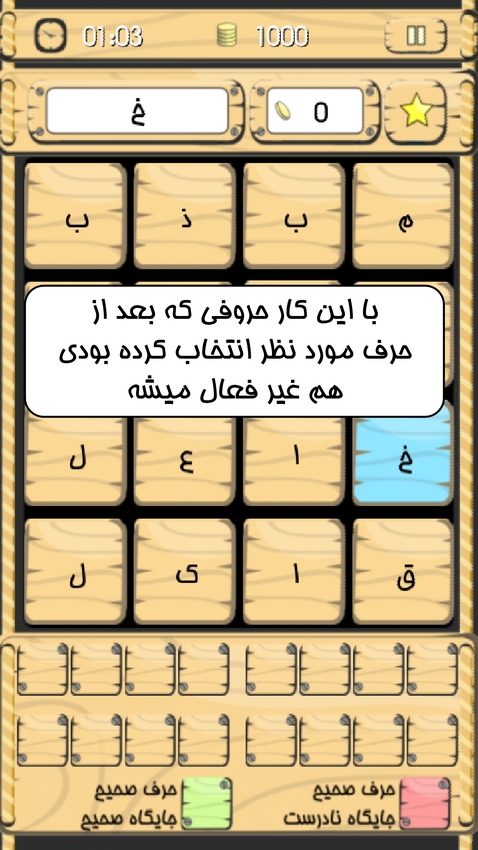 01:03 1000
خ 0
م ب ذ ب
با این کار حروفی که بعد از
حرف مورد نظر انتخاب کرده بودی
هم غیر فعال میشه
خ ا ع ل
ق ا ک ل
حرف صحیح
جایگاه نادرست
حرف صحیح
جایگاه صحیح